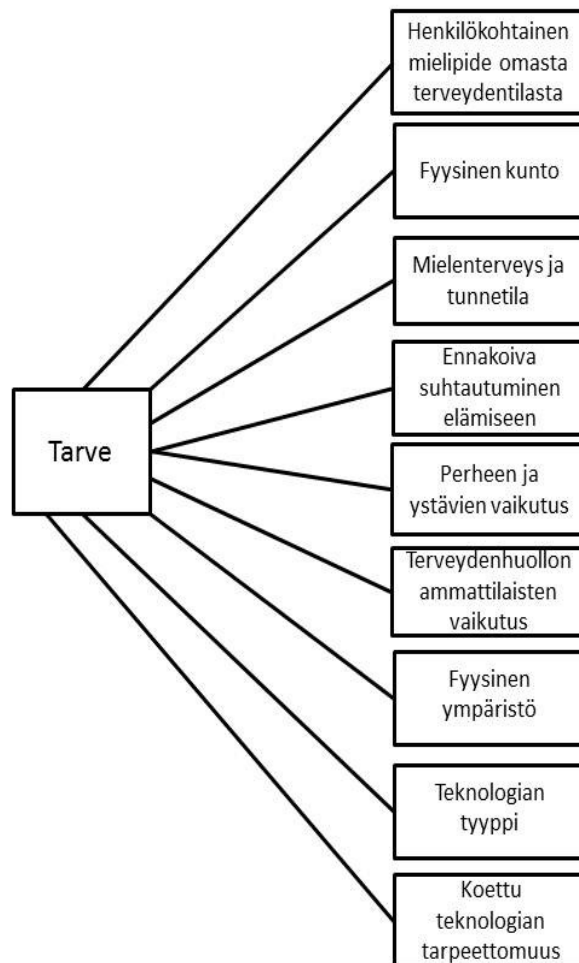 Henkilökohtainen
mielipide omasta
terveydentilasta
Fyysinen kunto
Mielenterveys ja
tunnetila
Ennakoiva
suhtautuminen
elämiseen
Tarve
Perheen ja
ystävien vaikutus
Terveydenhuollon
ammattilaisten
vaikutus
Fyysinen
ympäristö
Teknologian
tyyppi
Koettu
teknologian
tarpeettomuus